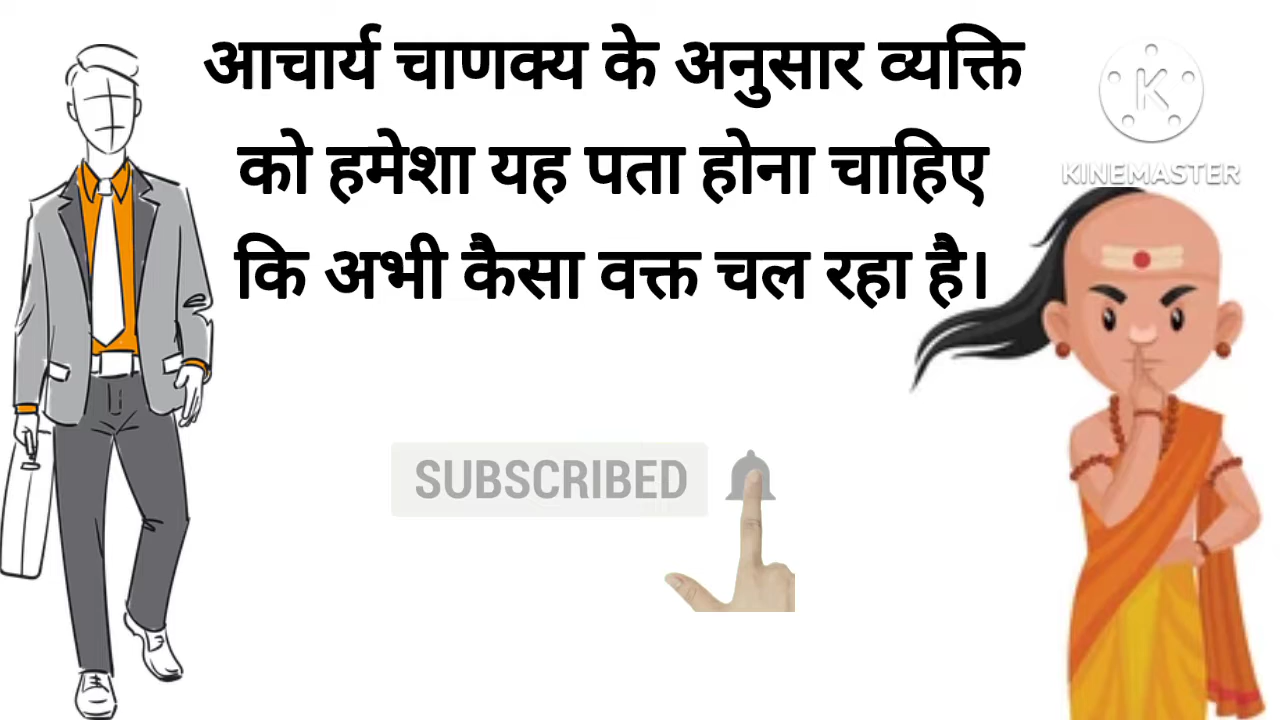 आचार्य चाणक्य के अनुसार व्यक्ति
को हमेशा यह पता होना चाहिए
कि अभी कैसा वक्त चल रहा है।
K
KINEMASTER
SUBSCRIBED